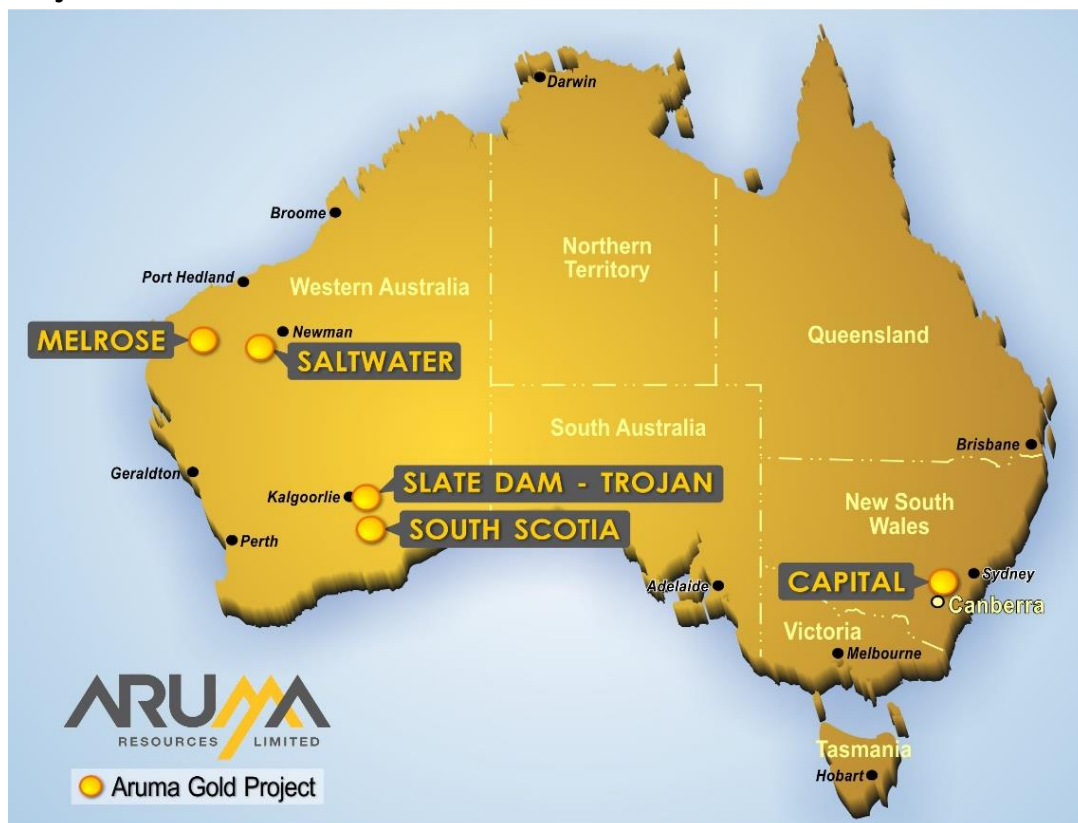 Darwin
Broome
Port Hedland
Northern
Territory
Western Australia
Newman
MELROSE
SALTWATER
Queensland
South Australia
Brisbane
Geraldton
Kalgoorlie
SLATE DAM - TROJAN
SOUTH SCOTIA
New South
Wales
Perth
Adelaide
CAPITAL
Sydney
Canberra
Victoria
Melbourne
ARUMA
RESOURCES LIMITED
Tasmania
Hobart
Aruma Gold Project